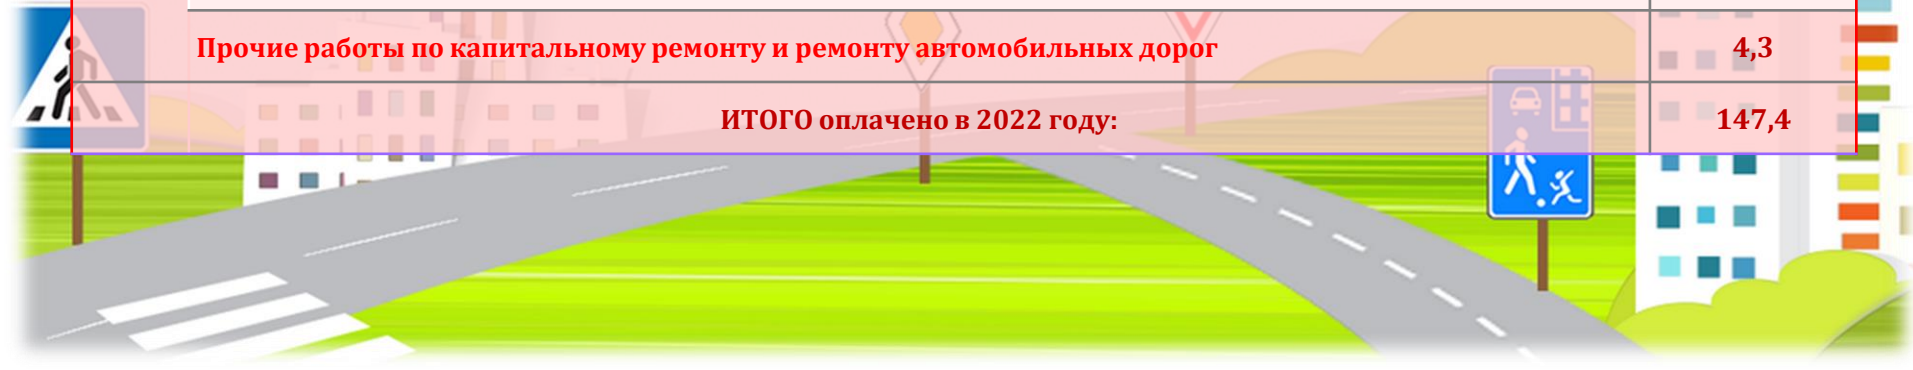 Прочие работы по капитальному ремонту и ремонту автомобильных дорог 4,3
ИТОГО оплачено в 2022 году: 147,4